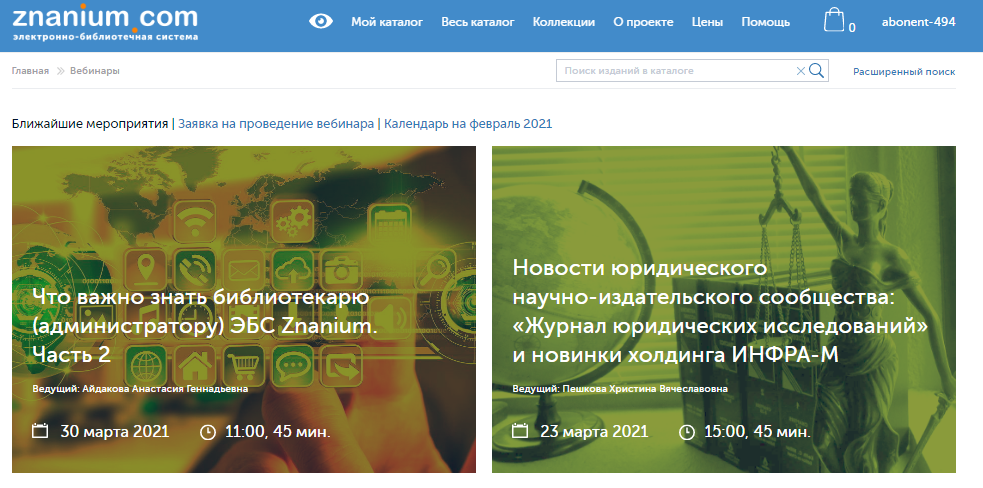 znanium.com
электронно-библиотечная система
Мой каталог Весь каталог Коллекции О проекте Цены Помощь 0 abonent-494
Главная » Вебинары
Поиск изданий в каталоге
Расширенный поиск
Ближайшие мероприятия | Заявка на проведение вебинара | Календарь на февраль 2021
Что важно знать библиотекарю
(администратору) ЭБС Znanium.
Часть 2
Ведущий: Айдакова Анастасия Геннадьевна
30 марта 2021 11:00, 45 мин.
Новости юридического
научно-издательского сообщества:
«Журнал юридических исследований»
и новинки холдинга ИНФРА-М
Ведущий: Пешкова Христина Вячеславовна
23 марта 2021 15:00, 45 мин.